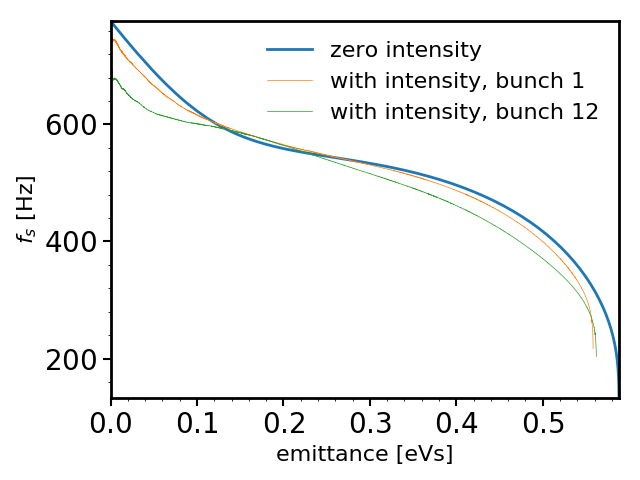 zero intensity
with intensity, bunch 1
with intensity, bunch 12
600
400
200
f_s [Hz]
0.0 0.1 0.2 0.3 0.4 0.5
emittance [eVs]